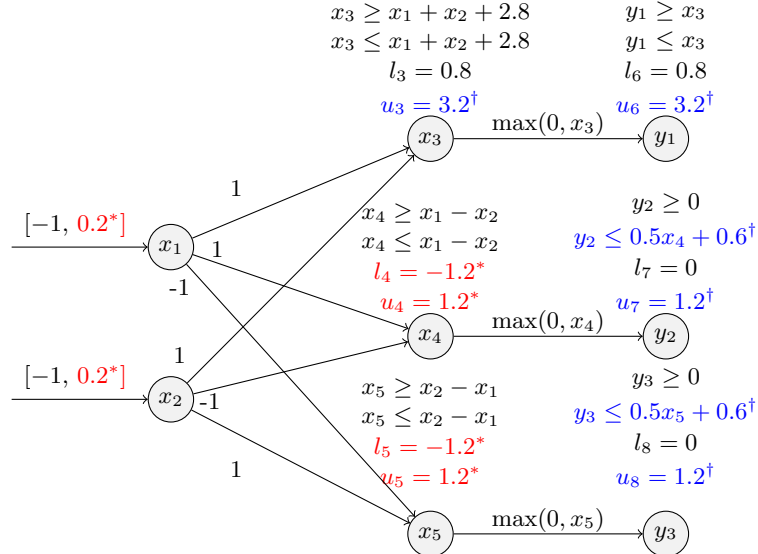 x₃ ≥ x₁ + x₂ + 2.8
x₃ ≤ x₁ + x₂ + 2.8
l₃ = 0.8
u₃ = 3.2†
y₁ ≥ x₃
y₁ ≤ x₃
l₆ = 0.8
u₆ = 3.2†
x₃
max(0, x₃)
y₁
1
[−1, 0.2*]
x₁
1
-1
x₄ ≥ x₁ − x₂
x₄ ≤ x₁ − x₂
l₄ = −1.2*
u₄ = 1.2*
y₂ ≥ 0
y₂ ≤ 0.5x₄ + 0.6†
l₇ = 0
u₇ = 1.2†
x₄
max(0, x₄)
y₂
1
[−1, 0.2*]
x₂
-1
1
x₅ ≥ x₂ − x₁
x₅ ≤ x₂ − x₁
l₅ = −1.2*
u₅ = 1.2*
y₃ ≥ 0
y₃ ≤ 0.5x₅ + 0.6†
l₈ = 0
u₈ = 1.2†
x₅
max(0, x₅)
y₃